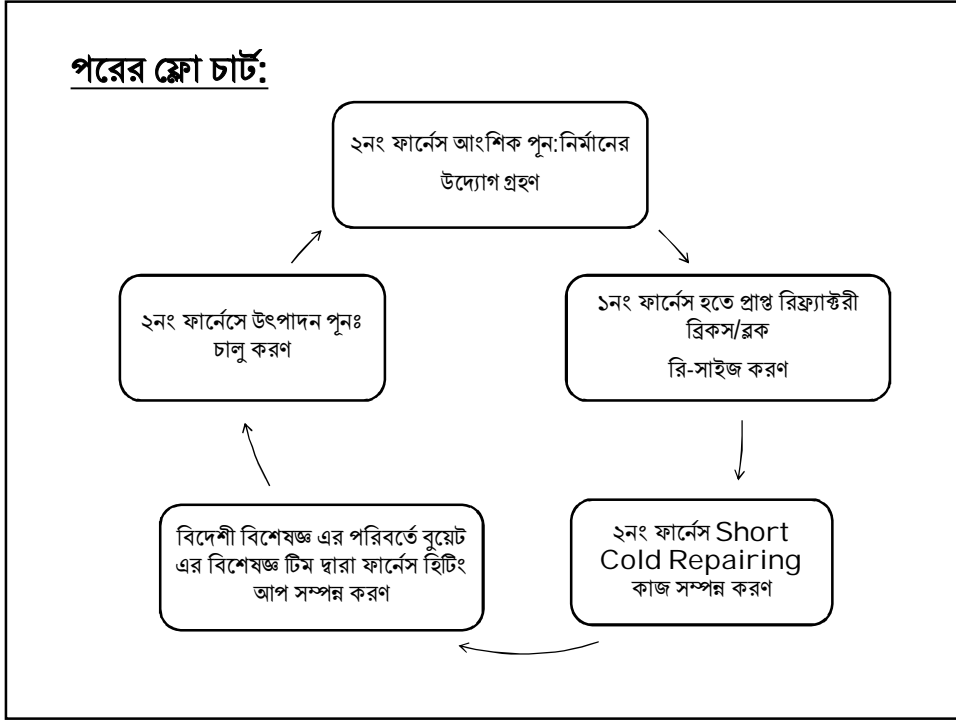 পরের ফ্লো চার্ট:
২নং ফার্নেস আংশিক পূন:নির্মানের
উদ্যোগ গ্রহণ
১নং ফার্নেস হতে প্রাপ্ত রিফ্র্যাক্টরী
ব্রিকস/ব্লক
রি-সাইজ করণ
২নং ফার্নেস Short
Cold Repairing
কাজ সম্পন্ন করণ
বিদেশী বিশেষজ্ঞ এর পরিবর্তে বুয়েট
এর বিশেষজ্ঞ টিম দ্বারা ফার্নেস হিটিং
আপ সম্পন্ন করণ
২নং ফার্নেসে উৎপাদন পূনঃ
চালু করণ